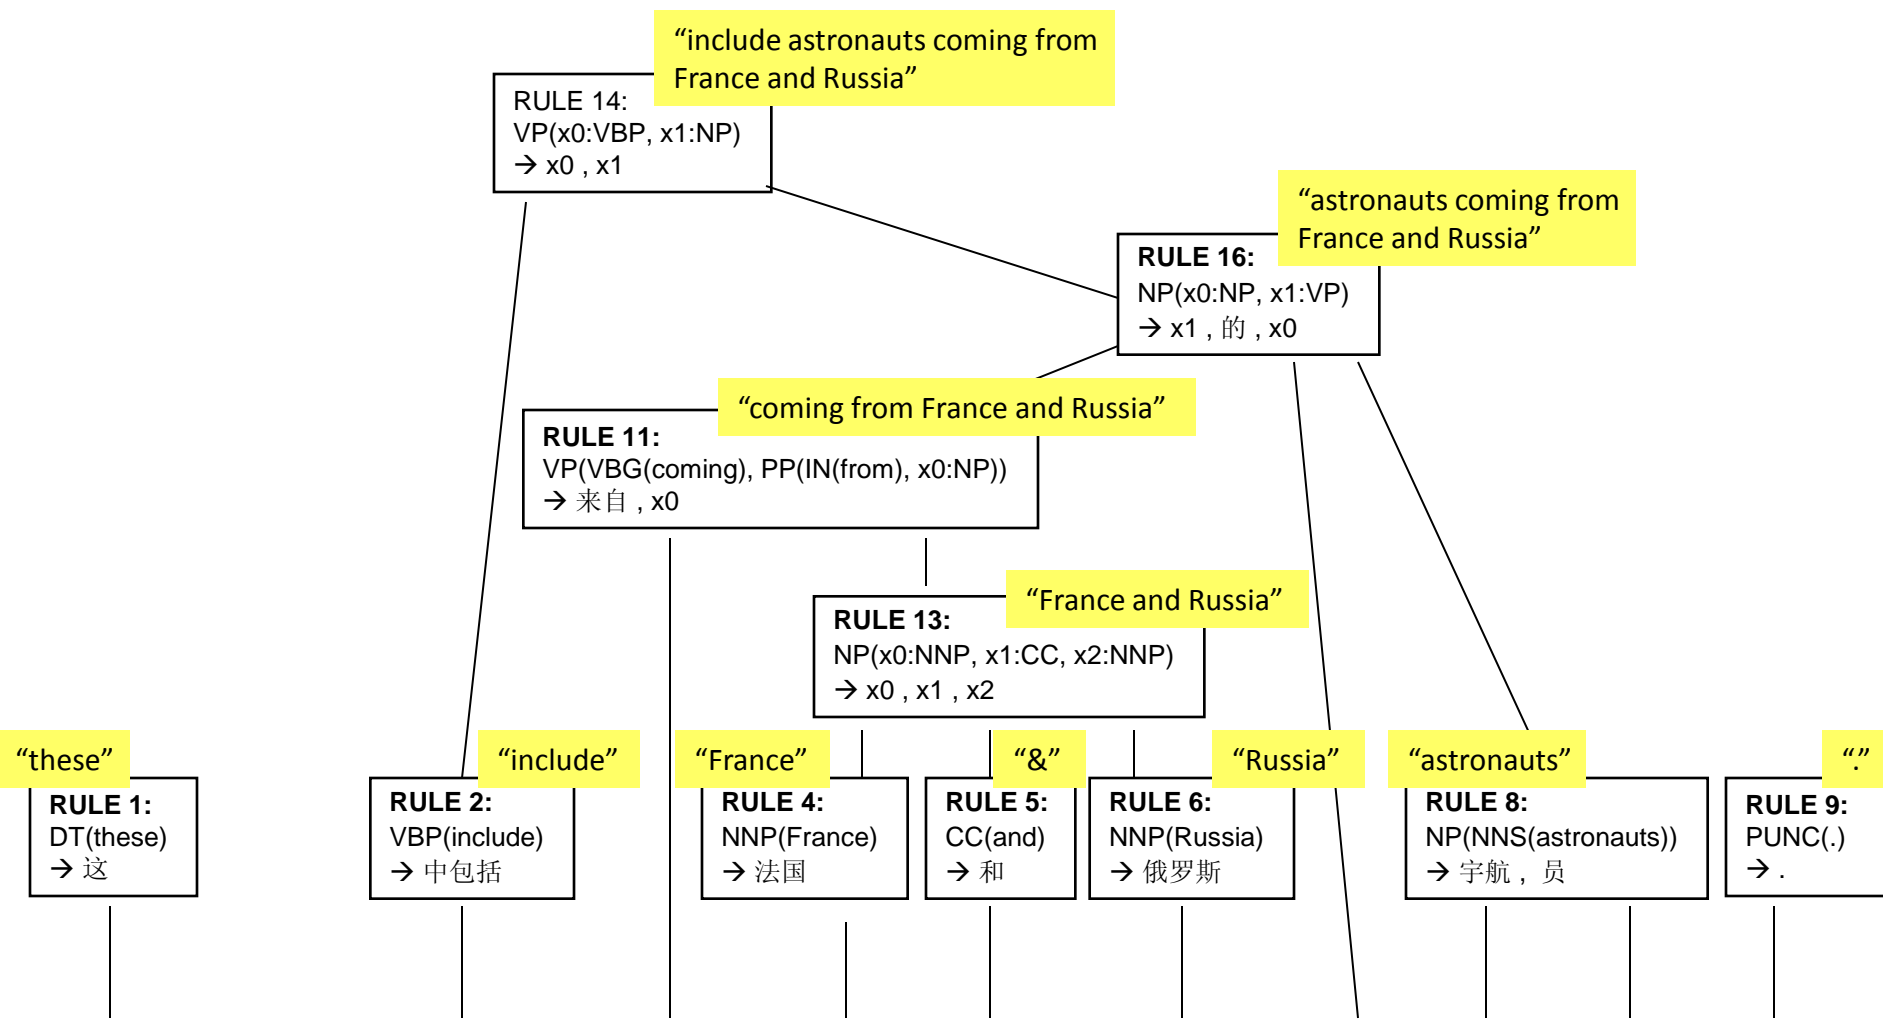 “include astronauts coming from
France and Russia”
RULE 14:
VP(x0:VBP, x1:NP)
→ x0 , x1
“astronauts coming from
France and Russia”
RULE 16:
NP(x0:NP, x1:VP)
→ x1 , 的 , x0
“coming from France and Russia”
RULE 11:
VP(VBG(coming), PP(IN(from), x0:NP))
→ 来自 , x0
“France and Russia”
RULE 13:
NP(x0:NNP, x1:CC, x2:NNP)
→ x0 , x1 , x2
“these”
RULE 1:
DT(these)
→ 这
“include”
RULE 2:
VBP(include)
→ 中包括
“France”
RULE 4:
NNP(France)
→ 法国
“&”
RULE 5:
CC(and)
→ 和
“Russia”
RULE 6:
NNP(Russia)
→ 俄罗斯
“astronauts”
RULE 8:
NP(NNS(astronauts))
→ 宇航 , 员
“.”
RULE 9:
PUNC(.)
→ .